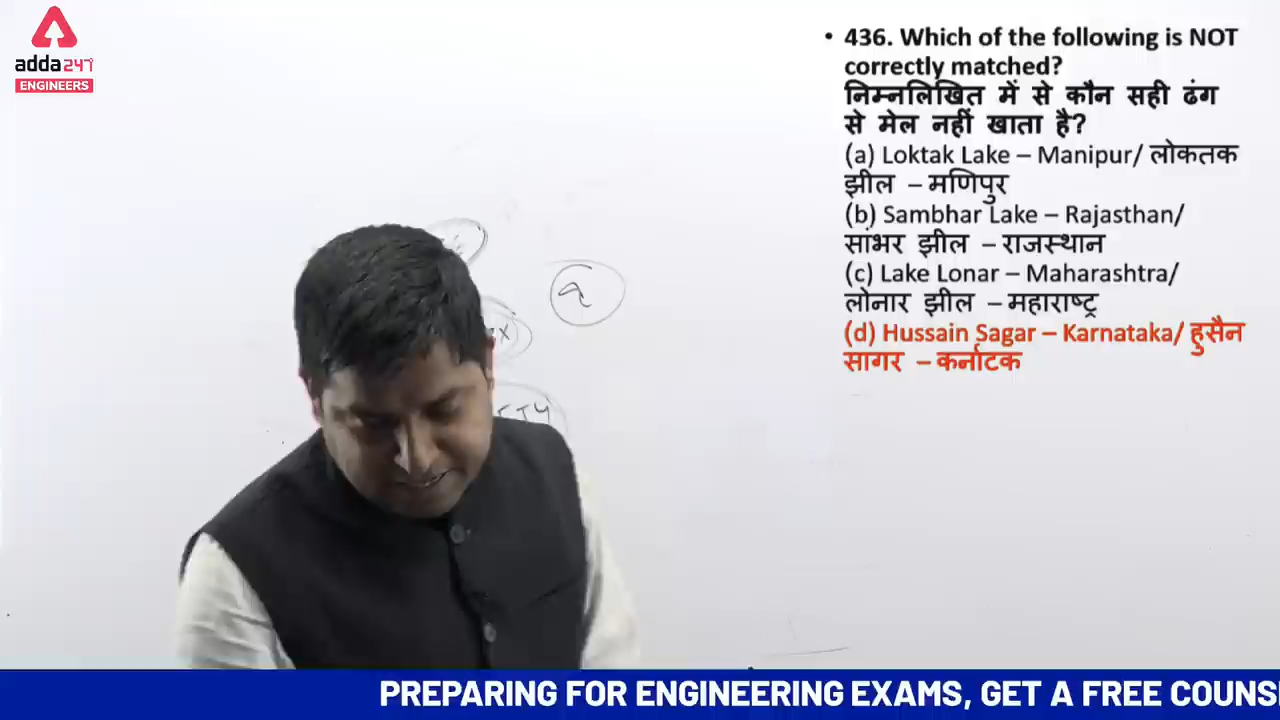 adda247
ENGINEERS
• 436. Which of the following is NOT
correctly matched?
निम्नलिखित में से कौन सही ढंग
से मेल नहीं खाता है?
(a) Loktak Lake – Manipur/ लोकतक
झील – मणिपुर
(b) Sambhar Lake – Rajasthan/
सांभर झील – राजस्थान
(c) Lake Lonar – Maharashtra/
लोनार झील – महाराष्ट्र
(d) Hussain Sagar – Karnataka/ हुसैन
सागर – कर्नाटक
PREPARING FOR ENGINEERING EXAMS, GET A FREE COUNS